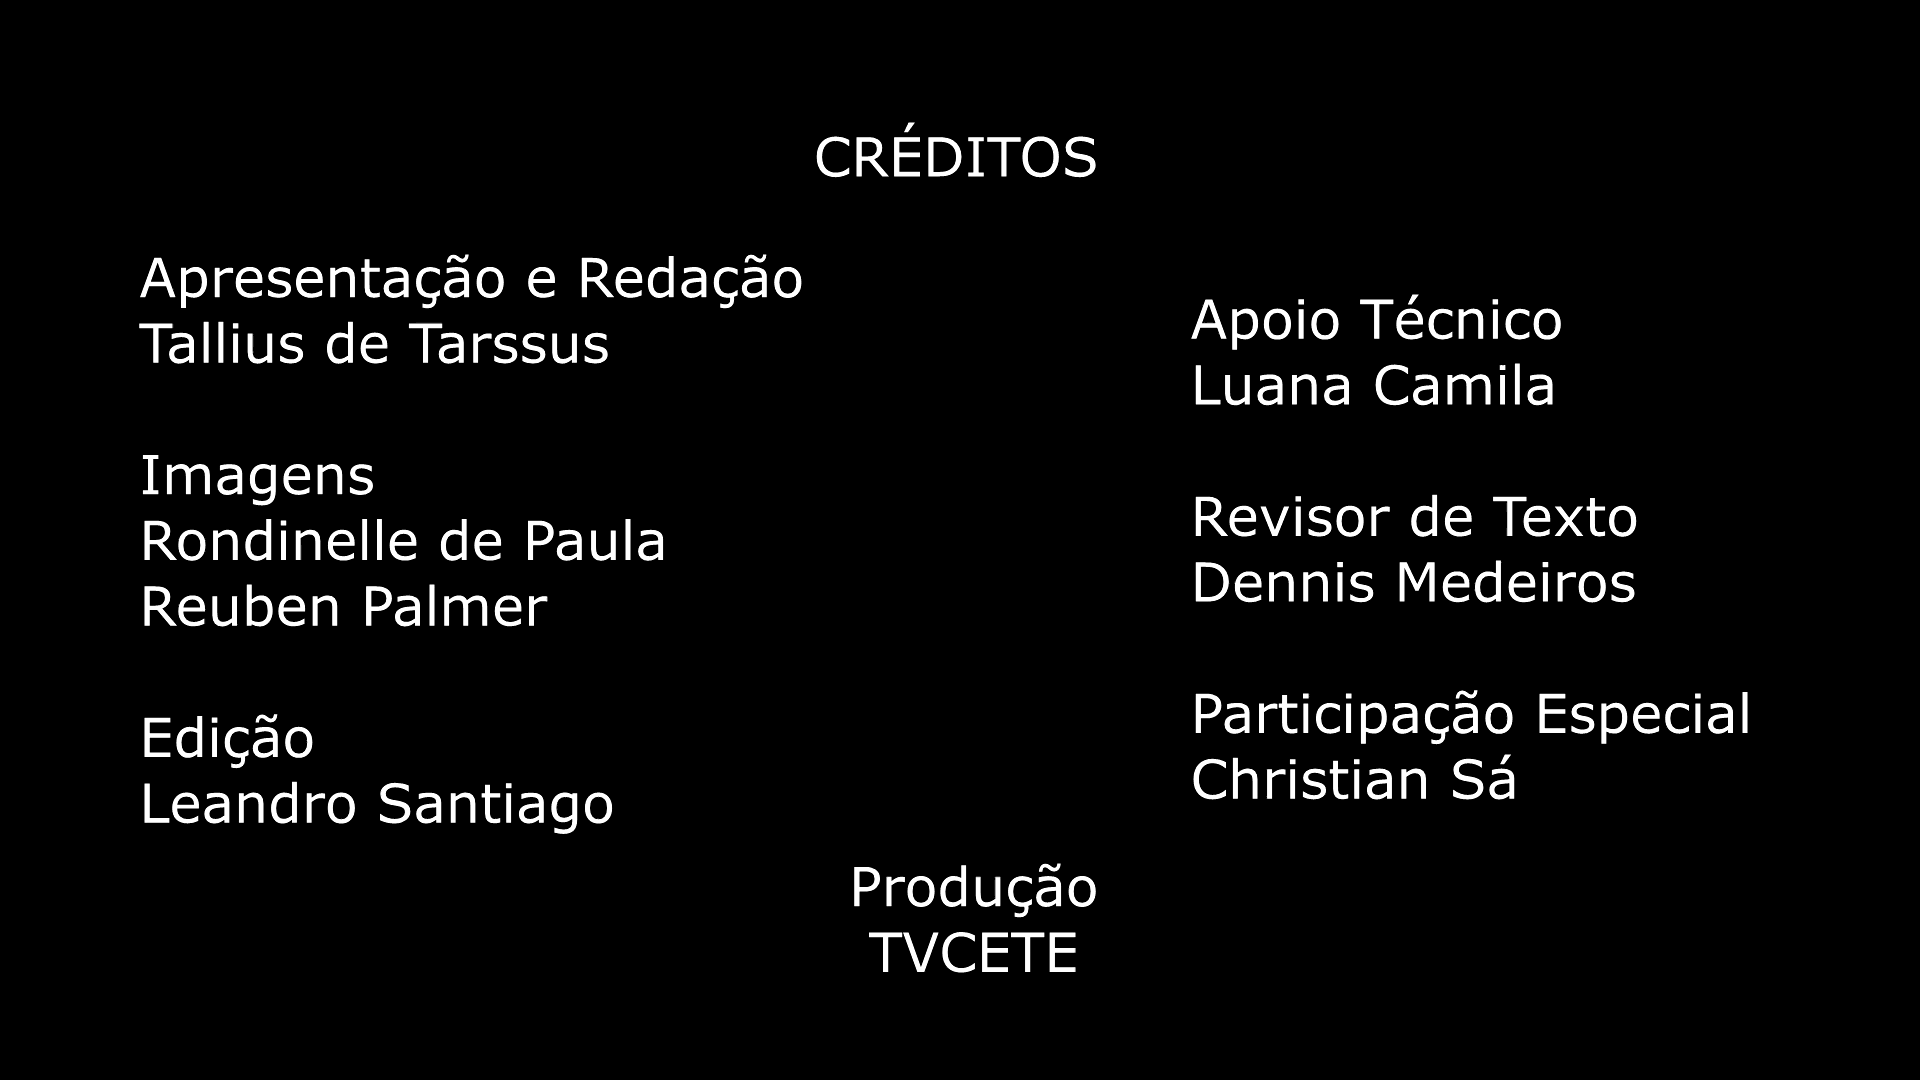 CRÉDITOS
Apresentação e Redação
Tallius de Tarssus
Imagens
Rondinelle de Paula
Reuben Palmer
Edição
Leandro Santiago
Apoio Técnico
Luana Camila
Revisor de Texto
Dennis Medeiros
Participação Especial
Christian Sá
Produção
TVCETE